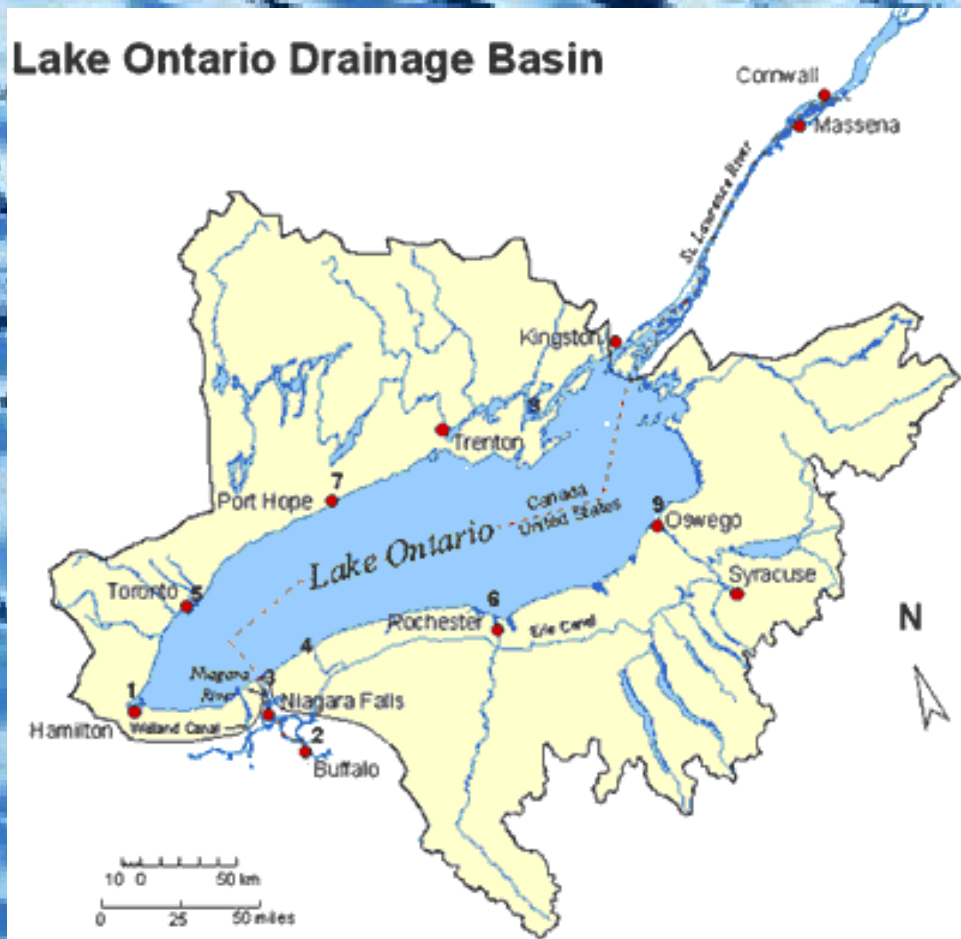 Lake Ontario Drainage Basin
Cornwall
Massena
St. Lawrence River
Kingston
8
Trenton
7
Port Hope
Canada
United States
9
Oswego
Lake Ontario
Syracuse
Toronto
5
6
Rochester
Erie Canal
N
4
Niagara
River
3
1
Niagara Falls
Hamilton
Welland Canal
2
Buffalo
10 0 50 km
0 25 50 miles